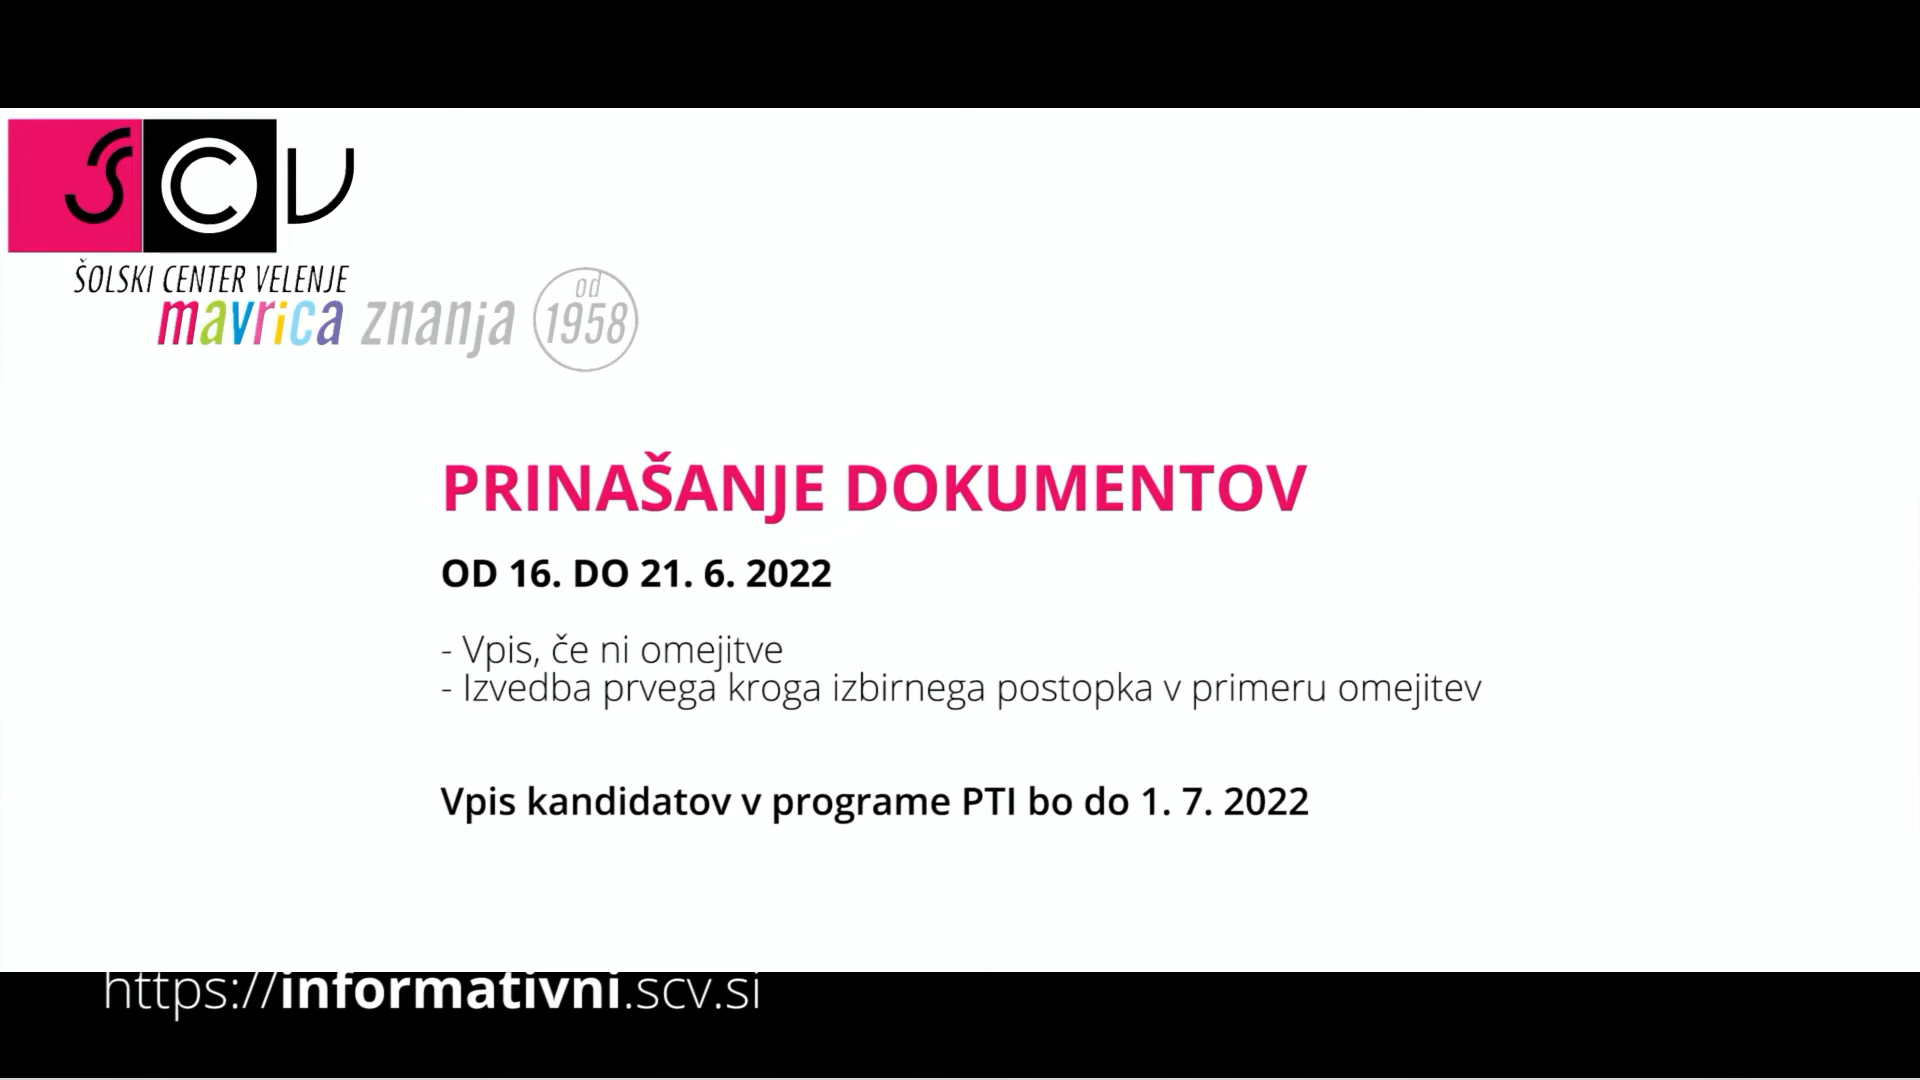 ŠCV
ŠOLSKI CENTER VELENJE
mavrica znanja
od
1958
PRINAŠANJE DOKUMENTOV
OD 16. DO 21. 6. 2022
- Vpis, če ni omejitve
- Izvedba prvega kroga izbirnega postopka v primeru omejitev
Vpis kandidatov v programe PTI bo do 1. 7. 2022
https://informativni.scv.si